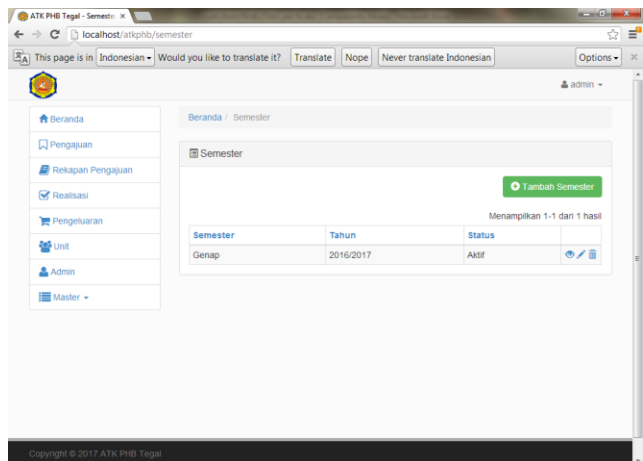 ATK PHB Tegal - Semeste
localhost/atkphb/semester
This page is in Indonesian Would you like to translate it? Translate Nope Never translate Indonesian Options
admin
Beranda
Pengajuan
Rekapan Pengajuan
Realisasi
Pengeluaran
Unit
Admin
Master
Beranda / Semester
Semester
Tambah Semester
Menampilkan 1-1 dari 1 hasil
Semester Tahun Status
Genap 2016/2017 Aktif
Copyright © 2017 ATK PHB Tegal